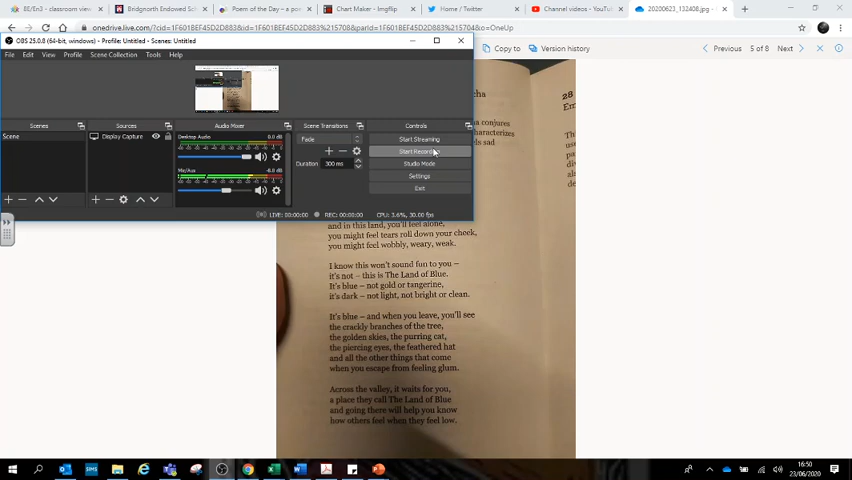 BE/En3 – classroom view
Bridgnorth Endowed Sch
Poem of the Day – a po
Chart Maker - Imgflip
Home / Twitter
Channel videos - YouTu
20200623_132408.jpg -
onedrive.live.com/?cid=1F601BEF45D2D883&id=1F601BEF45D2D883%215708&parId=1F601BEF45D2D883%215704&o=OneUp
OBS 25.0.8 (64-bit, windows) - Profile: Untitled - Scenes: Untitled
File Edit View Profile Scene Collection Tools Help
Copy to Version history Previous 5 of 8 Next
Scenes Sources Audio Mixer Scene Transitions Controls
Scene
Display Capture
Desktop Audio 0.0 dB
Mic/Aux -8.0 dB
Fade
Duration 300 ms
Start Streaming
Start Recording
Studio Mode
Settings
Exit
LIVE: 00:00:00 REC: 00:00:00 CPU: 3.6%, 30.00 fps
cha
a conjures
characterizes
els sad
28
and in this land, you'll feel alone,
you might feel tears roll down your cheek,
you might feel wobbly, weary, weak.
I know this won't sound fun to you –
it's not – this is The Land of Blue.
It's blue – not gold or tangerine,
it's dark – not light, not bright or clean.
It's blue – and when you leave, you'll see
the crackly branches of the tree,
the golden skies, the purring cat,
the piercing eyes, the feathered hat
and all the other things that come
when you escape from feeling glum.
Across the valley, it waits for you,
a place they call The Land of Blue
and going there will help you know
how others feel when they feel low.
16:50
23/06/2020